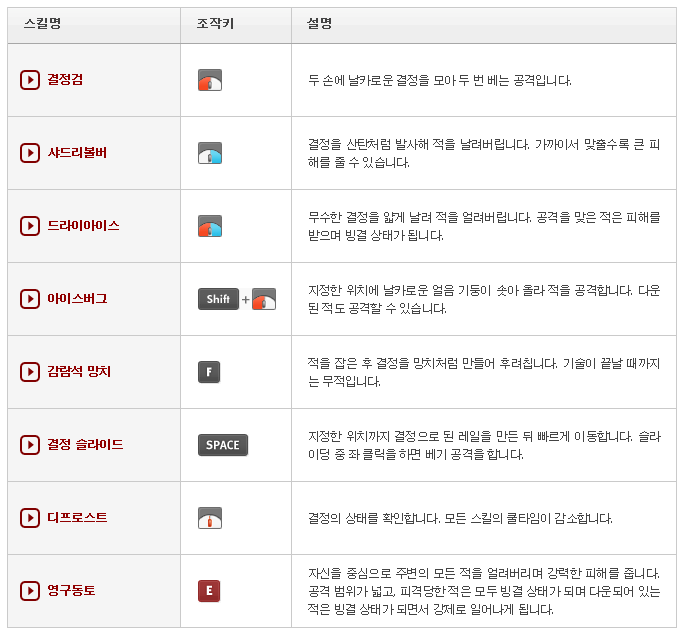 스킬명 조작키 설명
결정검 두 손에 날카로운 결정을 모아 두 번 베는 공격입니다.
샤드리볼버 결정을 산탄처럼 발사해 적을 날려버립니다. 가까이서 맞출수록 큰 피
해를 줄 수 있습니다.
드라이아이스 무수한 결정을 얇게 날려 적을 얼려버립니다. 공격을 맞은 적은 피해를
받으며 빙결 상태가 됩니다.
아이스버그 Shift + 지정한 위치에 날카로운 얼음 기둥이 솟아 올라 적을 공격합니다. 다운
된 적도 공격할 수 있습니다.
감람석 망치 F 적을 잡은 후 결정을 망치처럼 만들어 후려칩니다. 기술이 끝날 때까지
는 무적입니다.
결정 슬라이드 SPACE 지정한 위치까지 결정으로 된 레일을 만든 뒤 빠르게 이동합니다. 슬라
이딩 중 좌 클릭을 하면 베기 공격을 합니다.
디프로스트 결정의 상태를 확인합니다. 모든 스킬의 쿨타임이 감소합니다.
영구동토 E 자신을 중심으로 주변의 모든 적을 얼려버리며 강력한 피해를 줍니다.
공격 범위가 넓고, 피격당한 적은 모두 빙결 상태가 되며 다운되어 있는
적은 빙결 상태가 되면서 강제로 일어나게 됩니다.